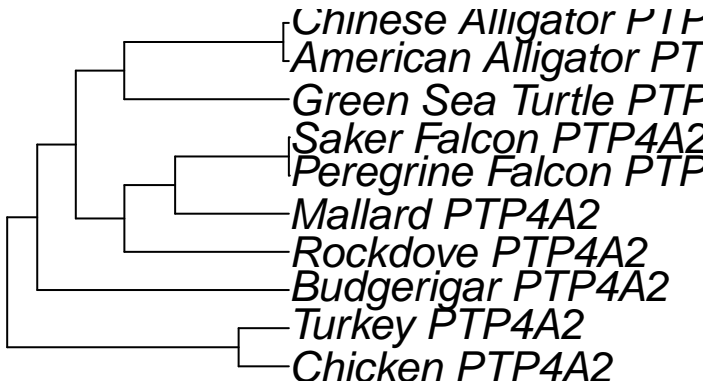 Chinese Alligator PTP
American Alligator PT
Green Sea Turtle PTP
Saker Falcon PTP4A2
Peregrine Falcon PTP
Mallard PTP4A2
Rockdove PTP4A2
Budgerigar PTP4A2
Turkey PTP4A2
Chicken PTP4A2